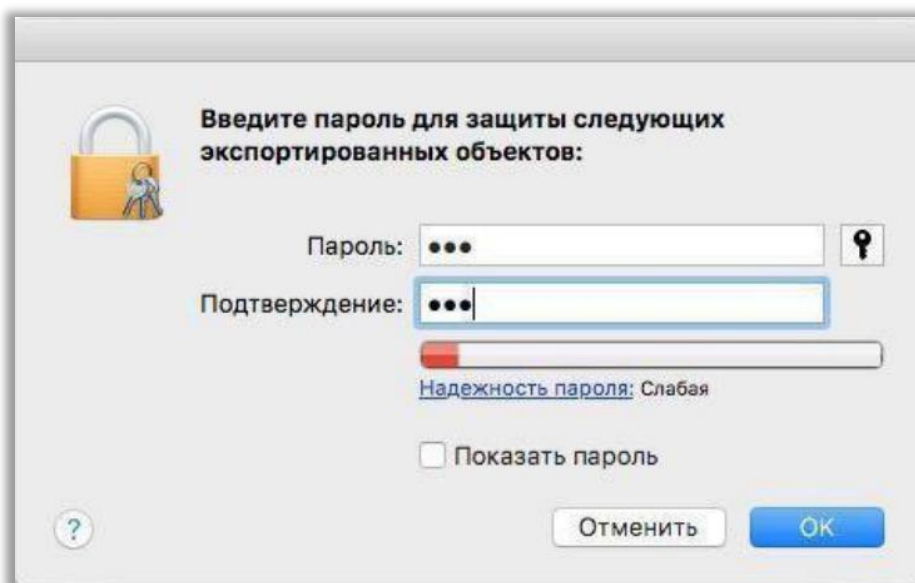 Введите пароль для защиты следующих
экспортированных объектов:
Пароль: •••
Подтверждение: •••
Надежность пароля: Слабая
Показать пароль
?
Отменить
OK